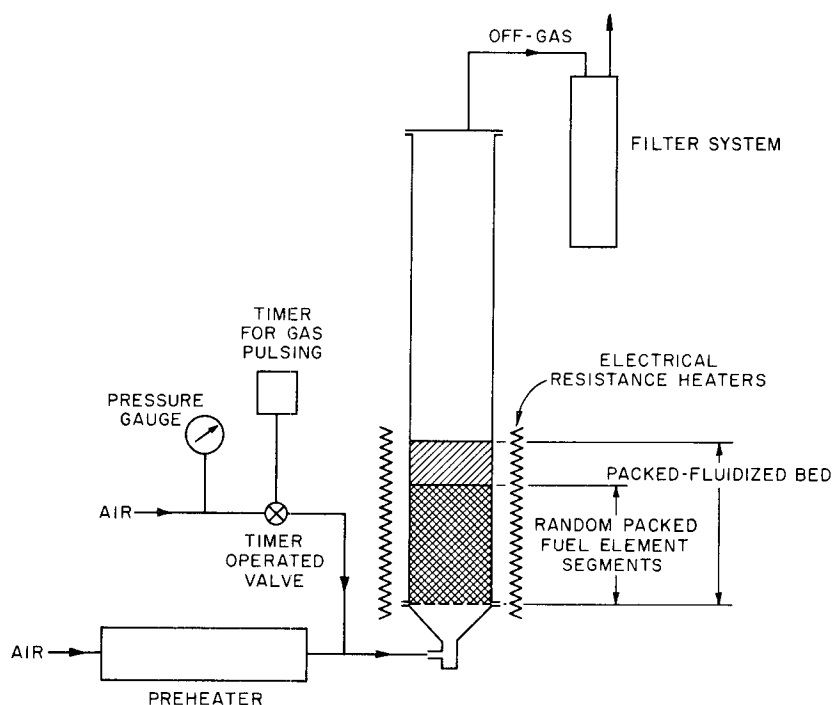 OFF-GAS
FILTER SYSTEM
TIMER
FOR GAS
PULSING
PRESSURE
GAUGE
ELECTRICAL
RESISTANCE HEATERS
PACKED-FLUIDIZED BED
AIR
RANDOM PACKED
FUEL ELEMENT
SEGMENTS
TIMER
OPERATED
VALVE
AIR
PREHEATER